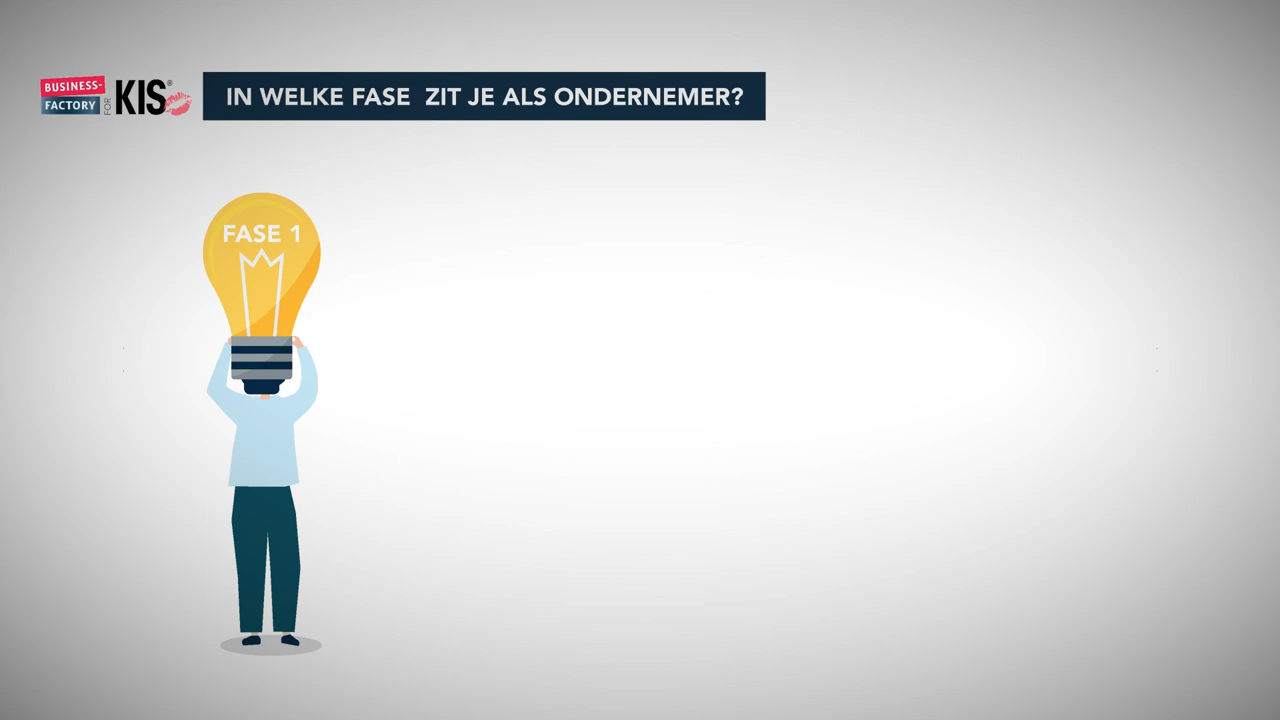 BUSINESS-
FACTORY
FOR
KIS®
IN WELKE FASE  ZIT JE ALS ONDERNEMER?
FASE 1